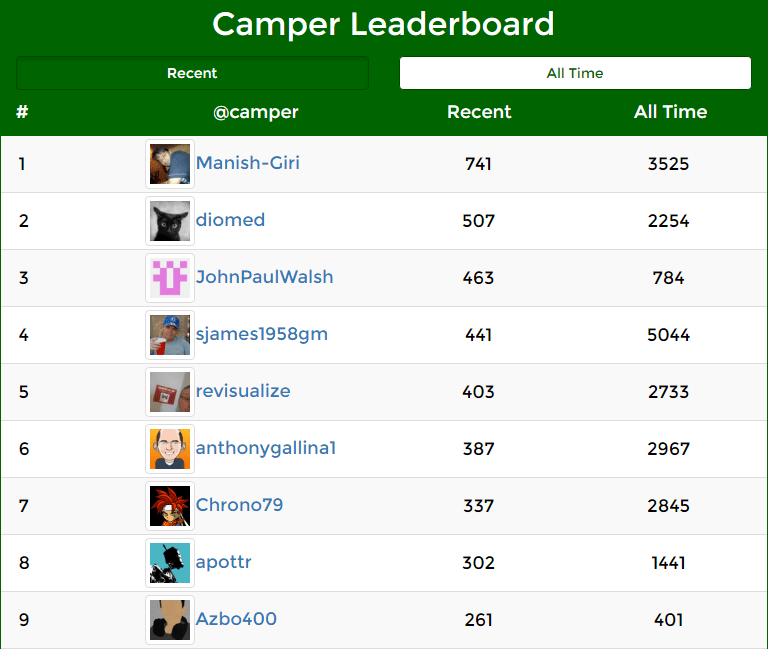 Camper Leaderboard
Recent All Time
# @camper Recent All Time
1 Manish-Giri 741 3525
2 diomed 507 2254
3 JohnPaulWalsh 463 784
4 sjames1958gm 441 5044
5 revisualize 403 2733
6 anthonygallina1 387 2967
7 Chrono79 337 2845
8 apottr 302 1441
9 Azbo400 261 401